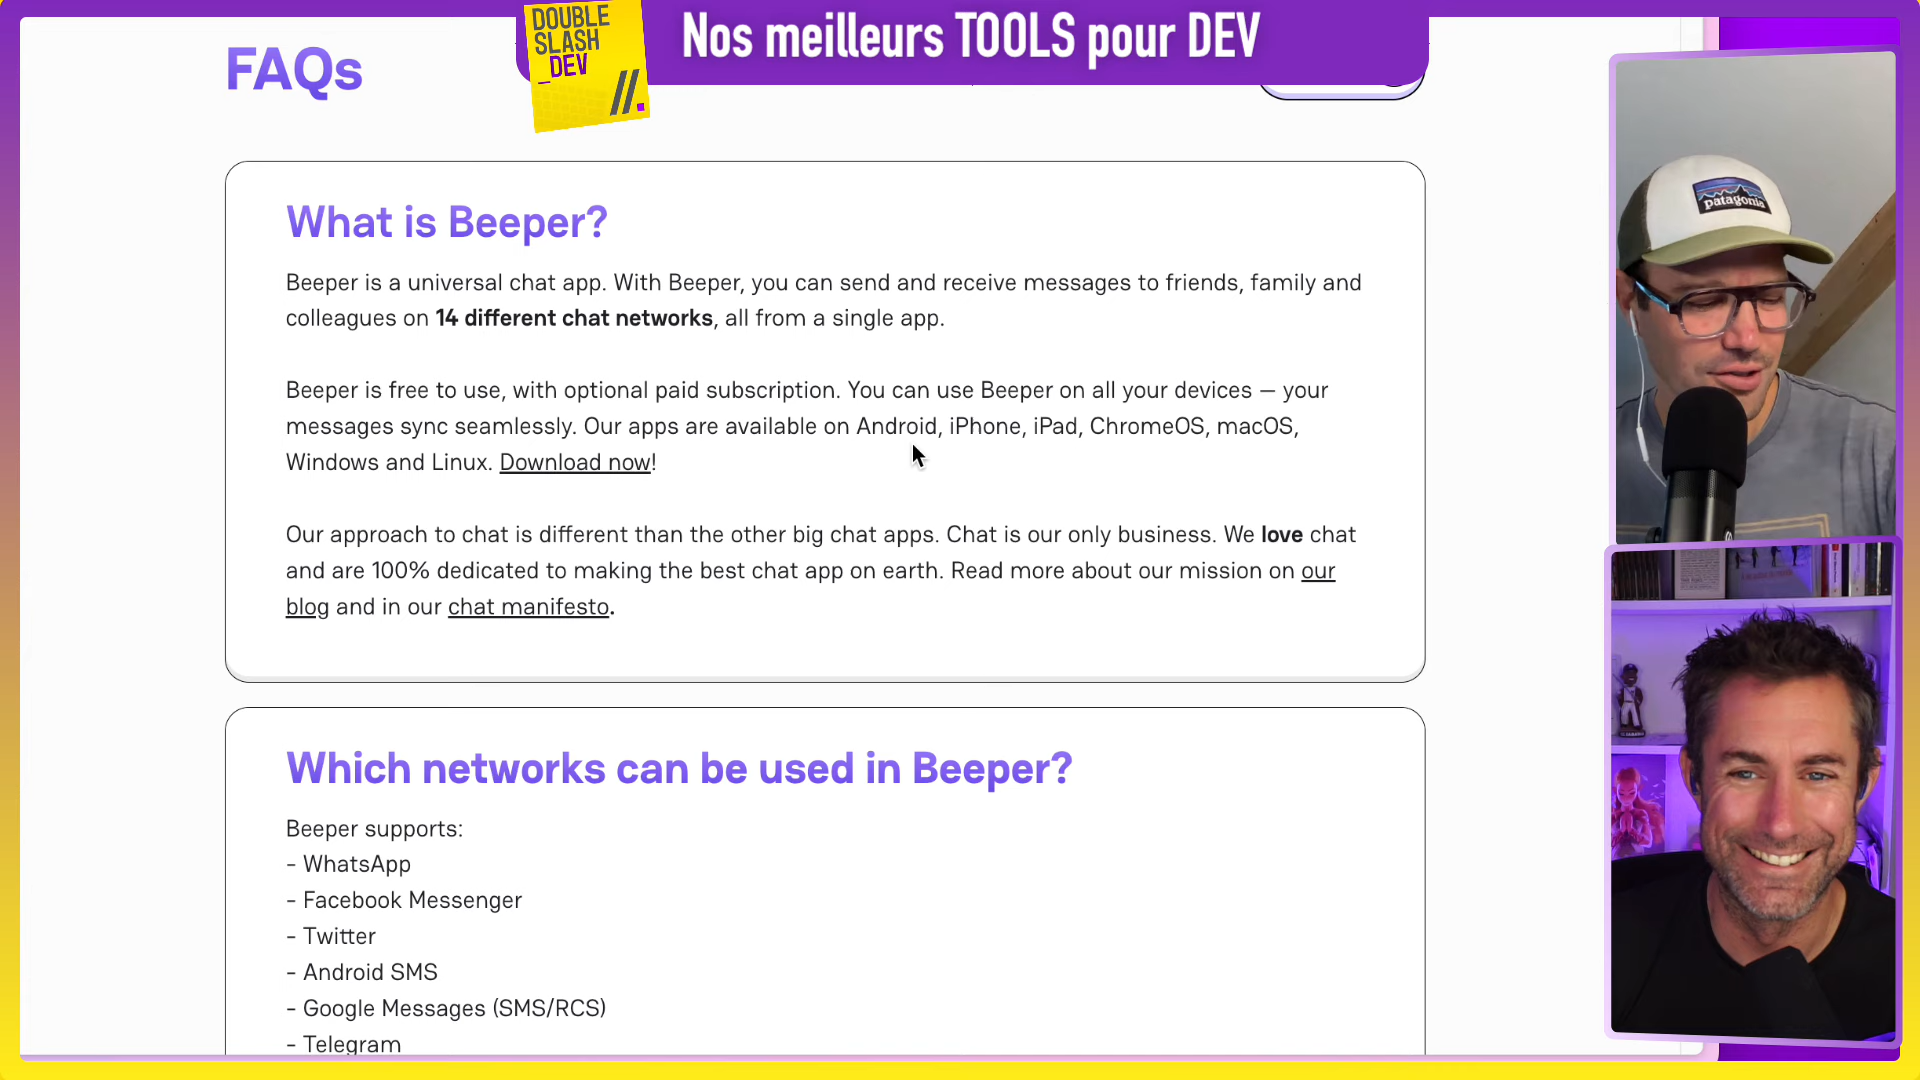 DOUBLE
SLASH
_DEV
//.
Nos meilleurs TOOLS pour DEV
FAQs
What is Beeper?
Beeper is a universal chat app. With Beeper, you can send and receive messages to friends, family and
colleagues on 14 different chat networks, all from a single app.
Beeper is free to use, with optional paid subscription. You can use Beeper on all your devices — your
messages sync seamlessly. Our apps are available on Android, iPhone, iPad, ChromeOS, macOS,
Windows and Linux. Download now!
Our approach to chat is different than the other big chat apps. Chat is our only business. We love chat
and are 100% dedicated to making the best chat app on earth. Read more about our mission on our
blog and in our chat manifesto.
Which networks can be used in Beeper?
Beeper supports:
- WhatsApp
- Facebook Messenger
- Twitter
- Android SMS
- Google Messages (SMS/RCS)
- Telegram
patagonia